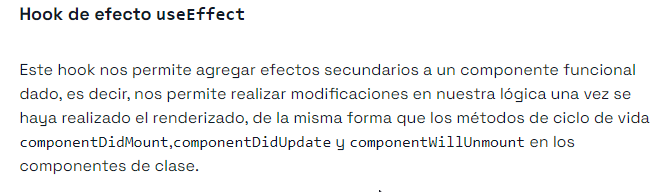 Hook de efecto useEffect
Este hook nos permite agregar efectos secundarios a un componente funcional
dado, es decir, nos permite realizar modificaciones en nuestra lógica una vez se
haya realizado el renderizado, de la misma forma que los métodos de ciclo de vida
componentDidMount,componentDidUpdate y componentWillUnmount en los
componentes de clase.